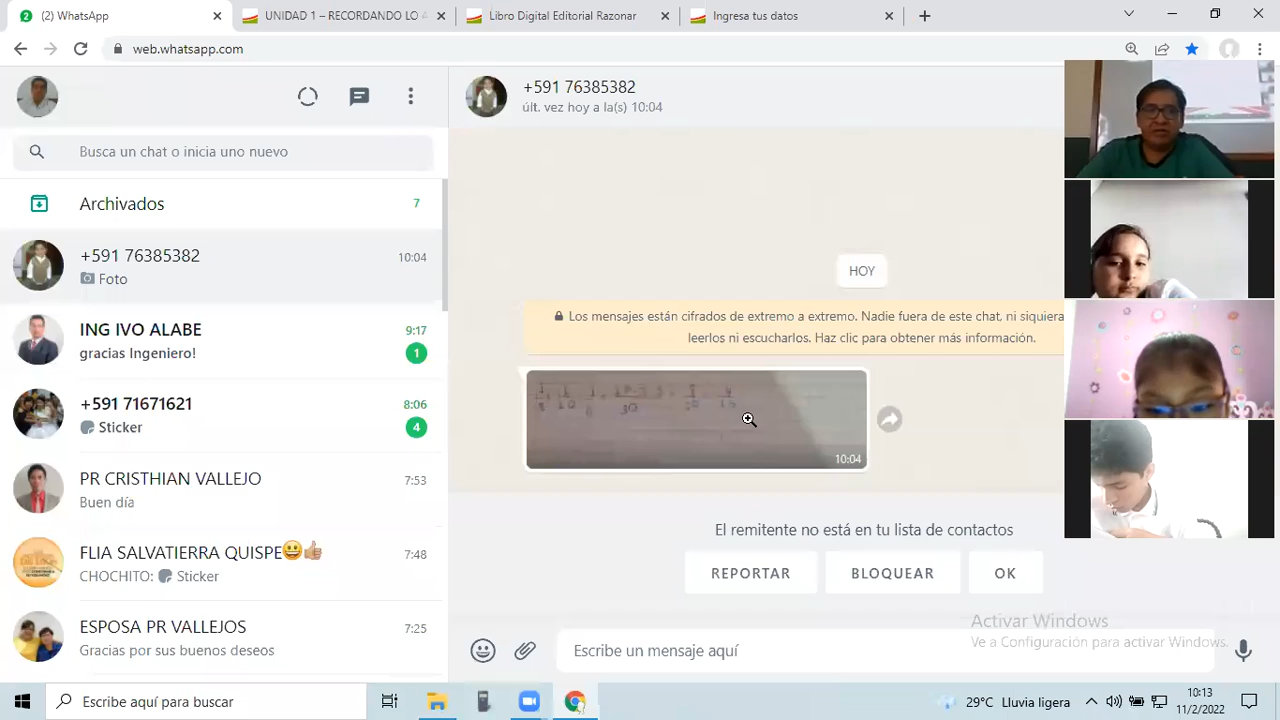 (2) WhatsApp
UNIDAD 1 – RECORDANDO LO
Libro Digital Editorial Razonar
Ingresa tus datos
web.whatsapp.com
+591 76385382
últ. vez hoy a la(s) 10:04
Busca un chat o inicia uno nuevo
Archivados
7
+591 76385382
10:04
Foto
ING IVO ALABE
9:17
gracias Ingeniero!
1
+591 71671621
8:06
Sticker
4
PR CRISTHIAN VALLEJO
7:53
Buen día
FLIA SALVATIERRA QUISPE
7:48
CHOCHITO: Sticker
ESPOSA PR VALLEJOS
7:25
Gracias por sus buenos deseos
HOY
Los mensajes están cifrados de extremo a extremo. Nadie fuera de este chat, ni siquiera
leerlos ni escucharlos. Haz clic para obtener más información.
10:04
El remitente no está en tu lista de contactos
REPORTAR
BLOQUEAR
OK
Activar Windows
Ve a Configuración para activar Windows.
Escribe un mensaje aquí
Escribe aquí para buscar
29°C Lluvia ligera
10:13
11/2/2022